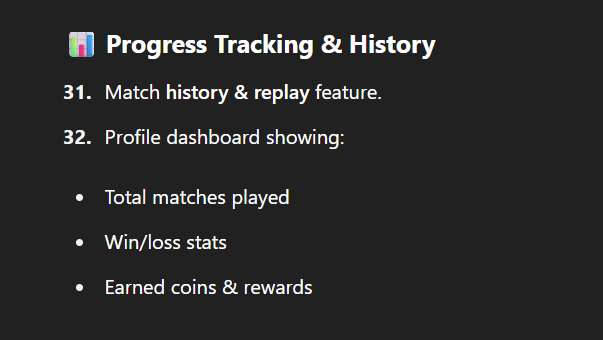 📊 Progress Tracking & History
31. Match history & replay feature.
32. Profile dashboard showing:
• Total matches played
• Win/loss stats
• Earned coins & rewards